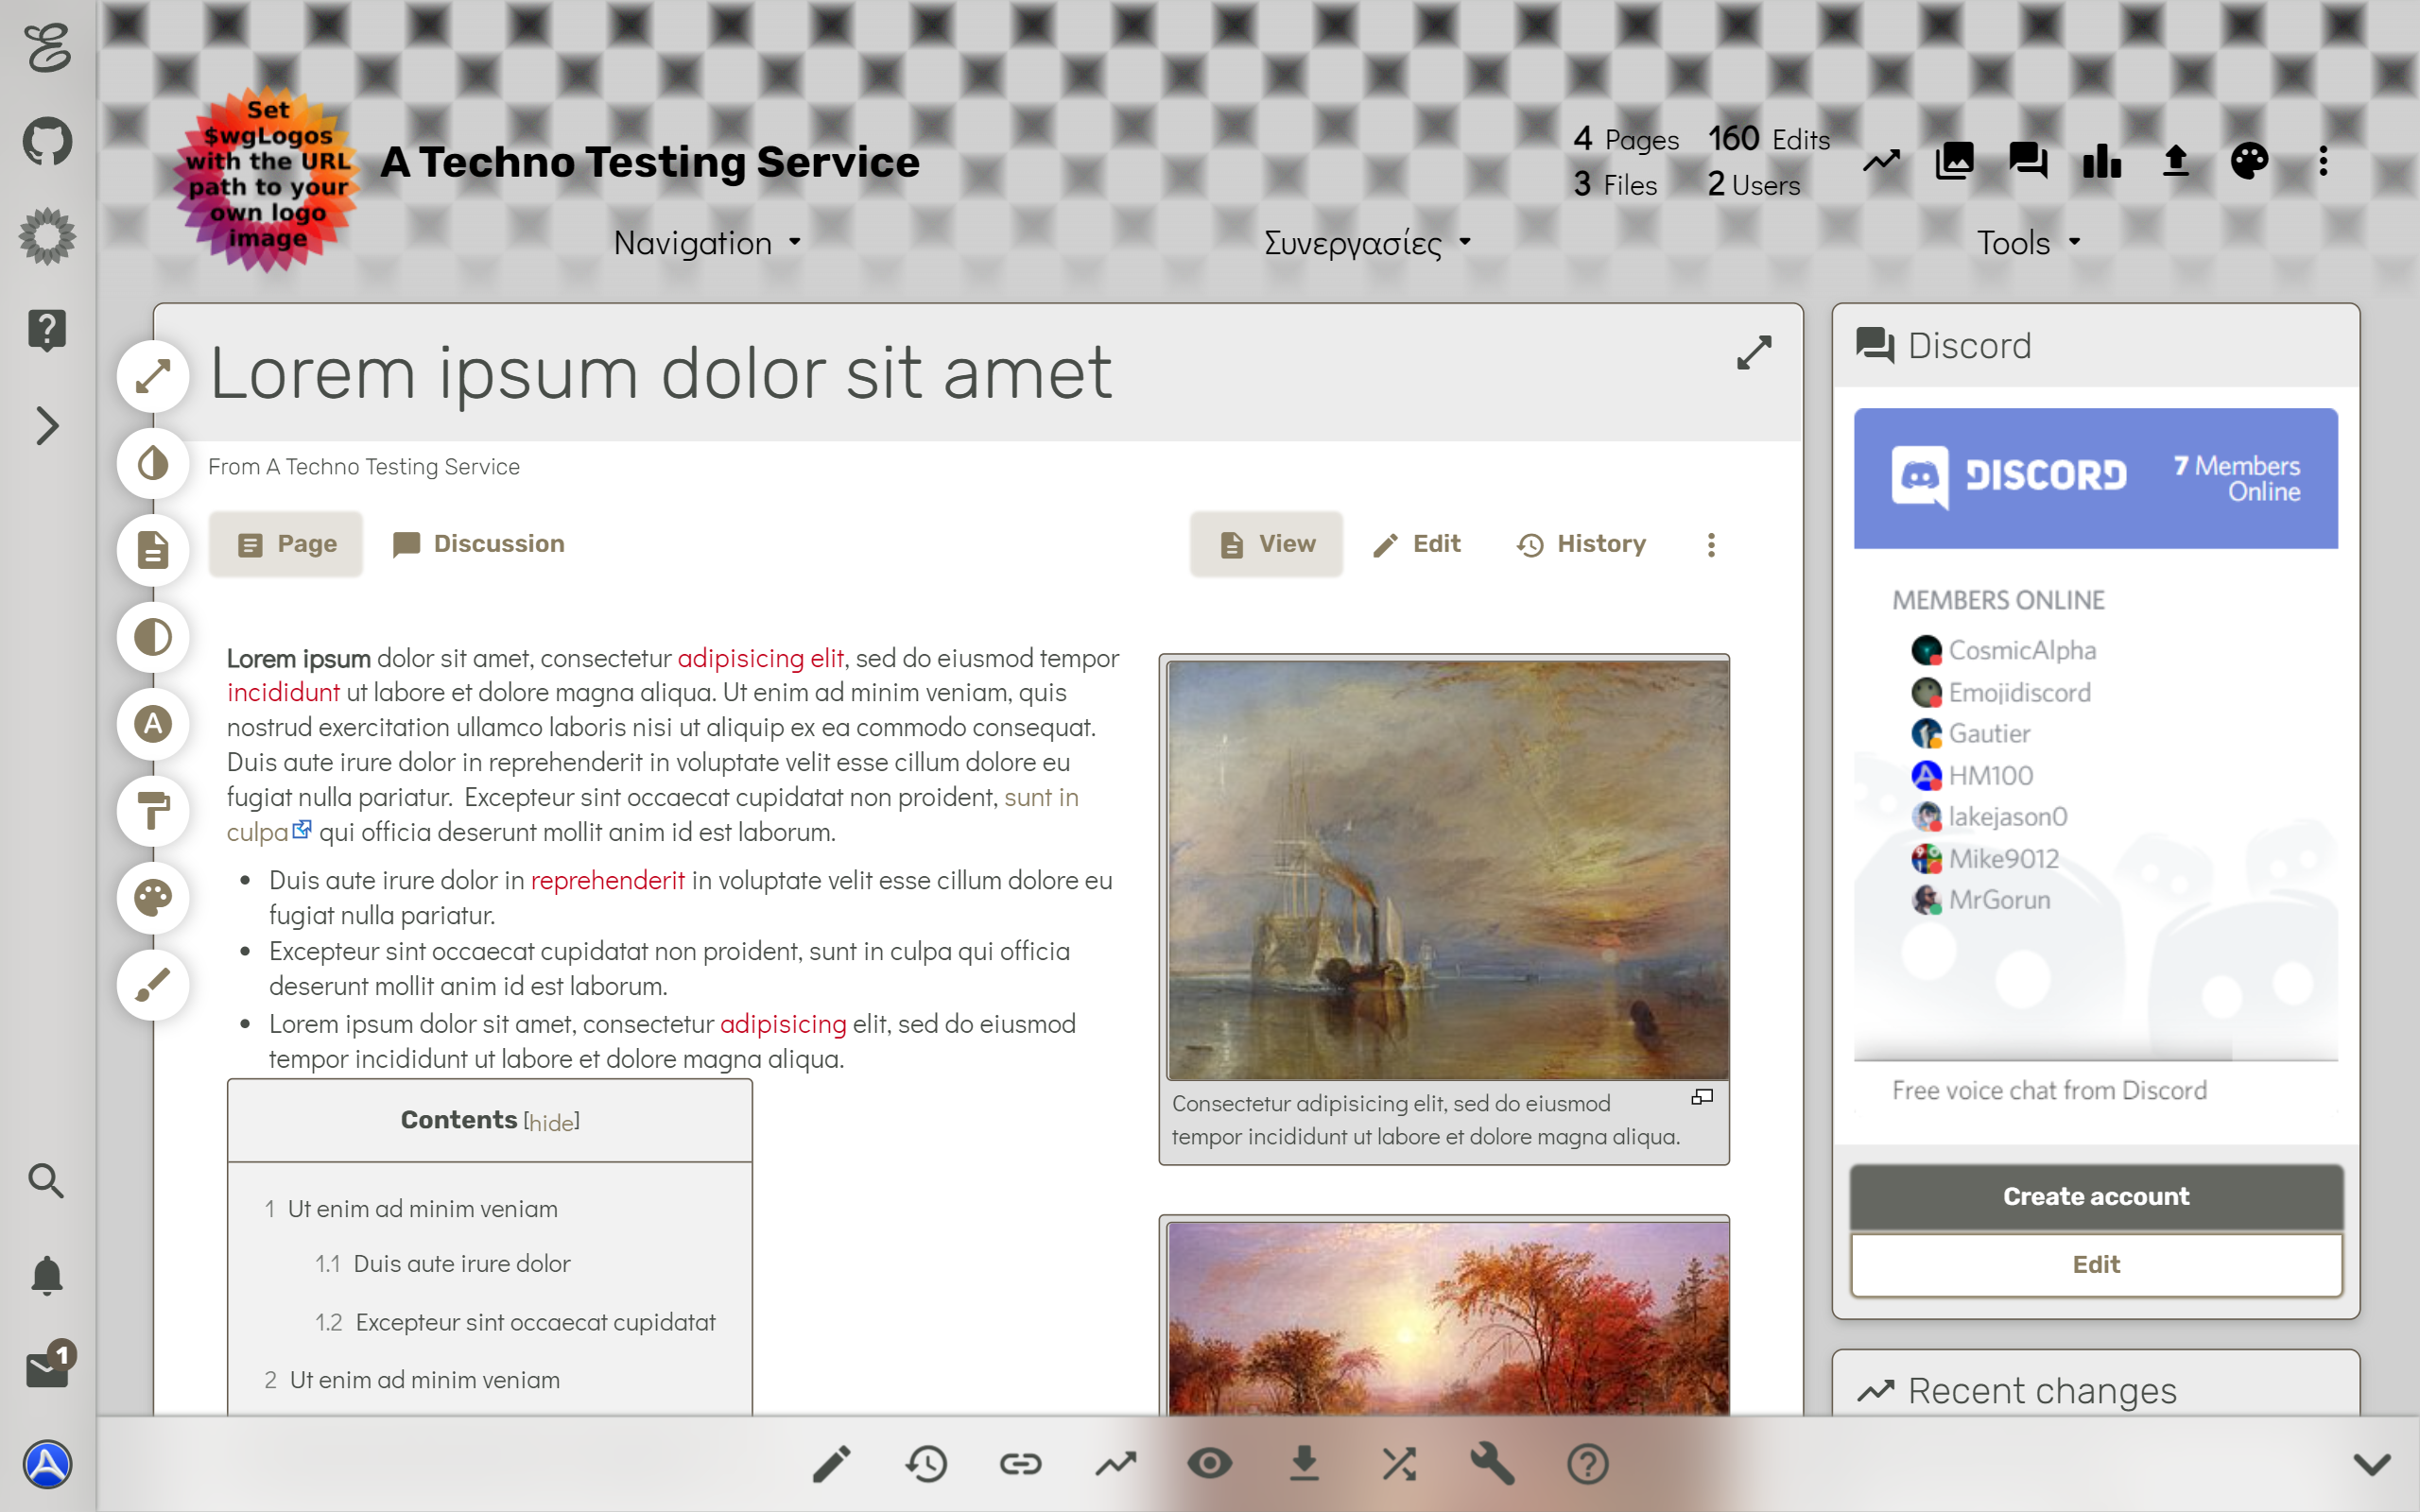 Set
$wgLogos
with the URL
path to your
own logo
image
A Techno Testing Service
4 Pages 160 Edits
3 Files 2 Users
Navigation
Συνεργασίες
Tools
Lorem ipsum dolor sit amet
From A Techno Testing Service
Page Discussion
View Edit History
Lorem ipsum dolor sit amet, consectetur adipisicing elit, sed do eiusmod tempor
incididunt ut labore et dolore magna aliqua. Ut enim ad minim veniam, quis
nostrud exercitation ullamco laboris nisi ut aliquip ex ea commodo consequat.
Duis aute irure dolor in reprehenderit in voluptate velit esse cillum dolore eu
fugiat nulla pariatur. Excepteur sint occaecat cupidatat non proident, sunt in
culpa qui officia deserunt mollit anim id est laborum.
Duis aute irure dolor in reprehenderit in voluptate velit esse cillum dolore eu
fugiat nulla pariatur.
Excepteur sint occaecat cupidatat non proident, sunt in culpa qui officia
deserunt mollit anim id est laborum.
Lorem ipsum dolor sit amet, consectetur adipisicing elit, sed do eiusmod
tempor incididunt ut labore et dolore magna aliqua.
Contents [hide]
1 Ut enim ad minim veniam
1.1 Duis aute irure dolor
1.2 Excepteur sint occaecat cupidatat
2 Ut enim ad minim veniam
Consectetur adipisicing elit, sed do eiusmod
tempor incididunt ut labore et dolore magna aliqua.
Discord
DISCORD
7 Members
Online
MEMBERS ONLINE
CosmicAlpha
Emojidiscord
Gautier
HM100
lakejason0
Mike9012
MrGorun
Free voice chat from Discord
Create account
Edit
Recent changes
1